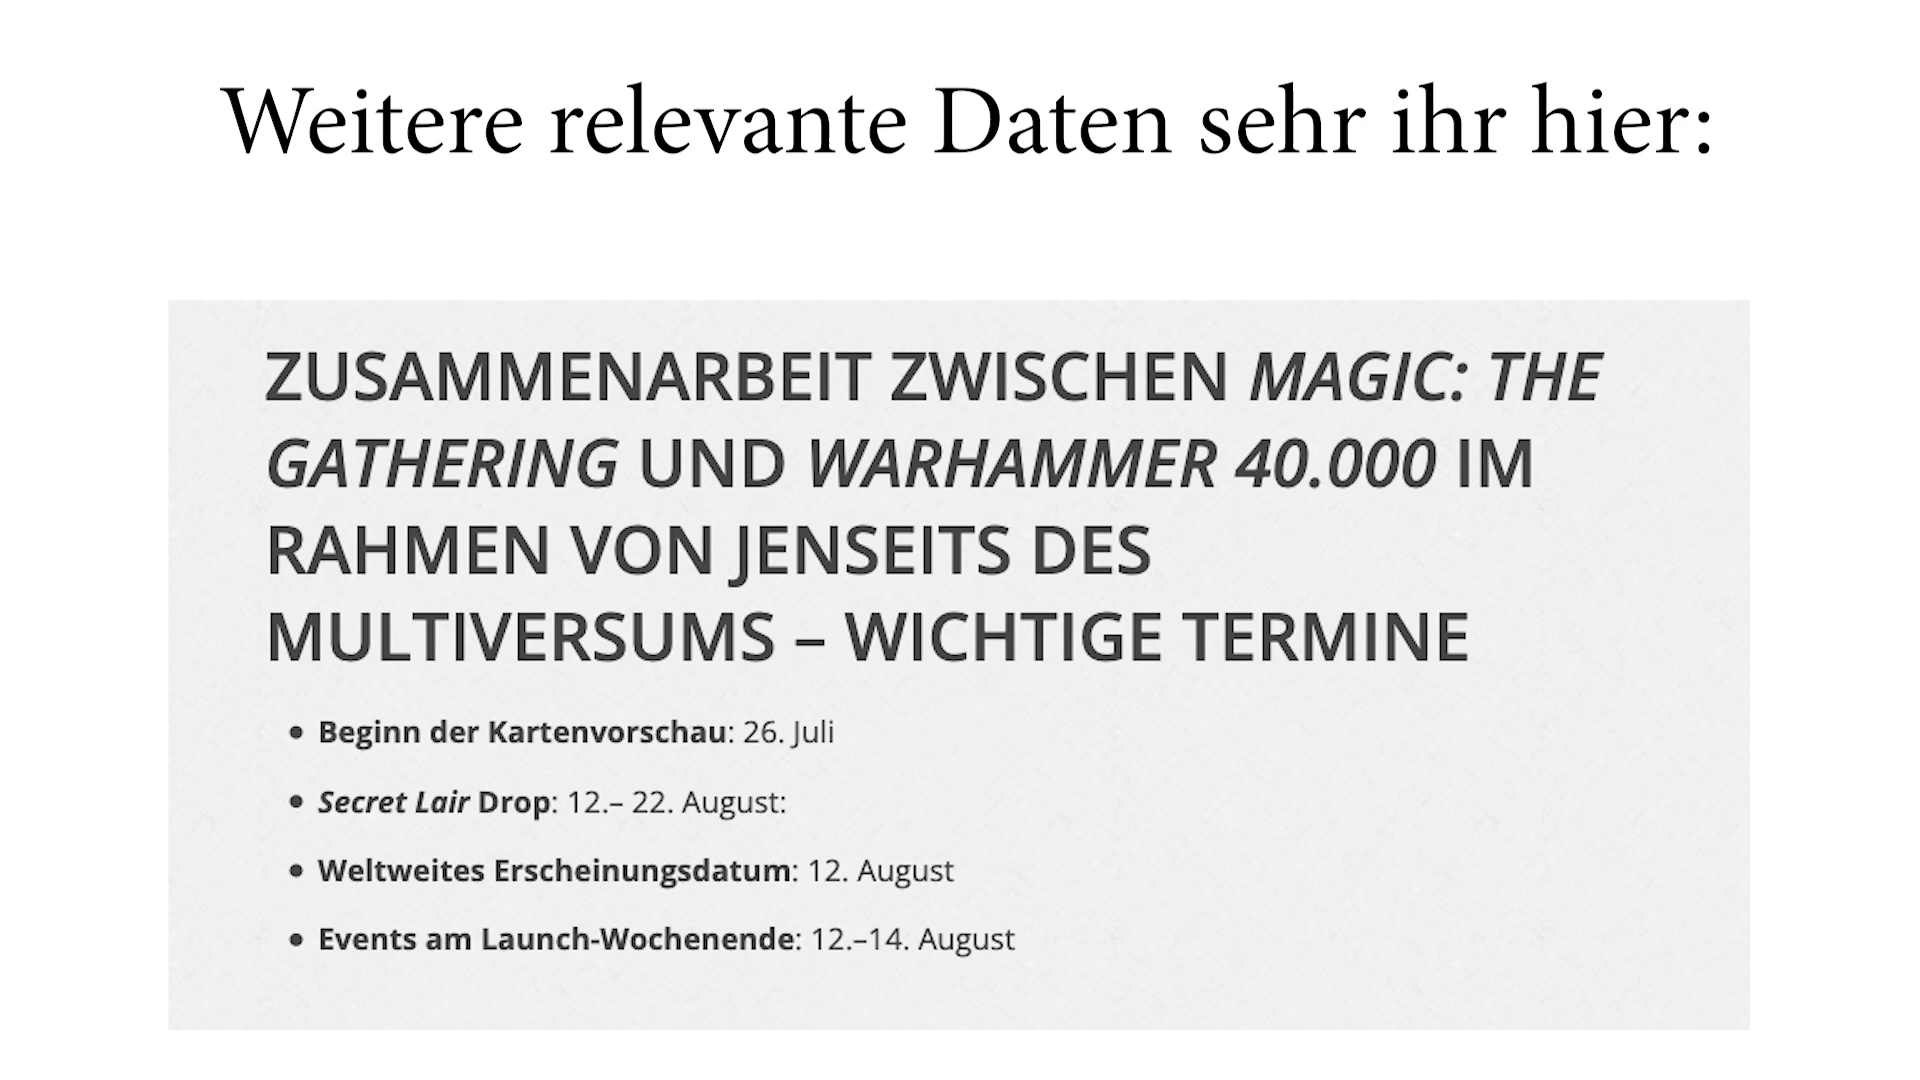 Weitere relevante Daten sehr ihr hier:
ZUSAMMENARBEIT ZWISCHEN MAGIC: THE
GATHERING UND WARHAMMER 40.000 IM
RAHMEN VON JENSEITS DES
MULTIVERSUMS – WICHTIGE TERMINE
• Beginn der Kartenvorschau: 26. Juli
• Secret Lair Drop: 12.– 22. August:
• Weltweites Erscheinungsdatum: 12. August
• Events am Launch-Wochenende: 12.–14. August